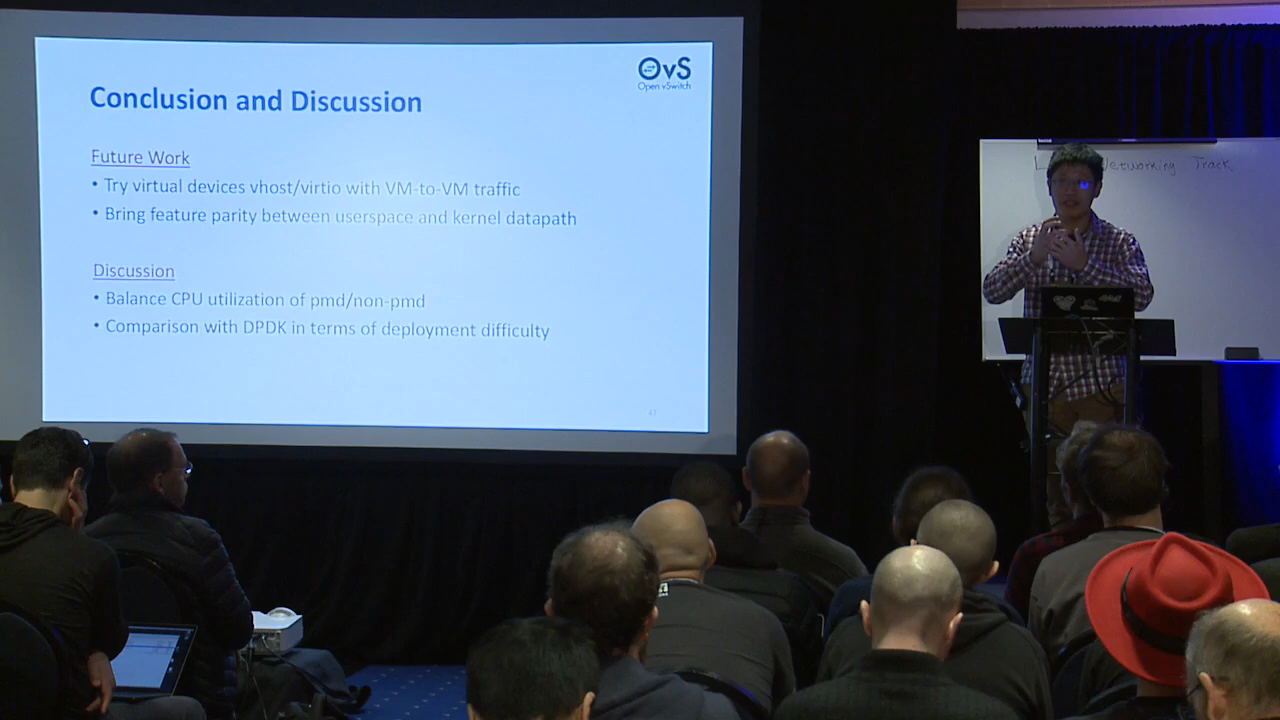 OvS
Open vSwitch
Conclusion and Discussion
Future Work
• Try virtual devices vhost/virtio with VM-to-VM traffic
• Bring feature parity between userspace and kernel datapath
Discussion
• Balance CPU utilization of pmd/non-pmd
• Comparison with DPDK in terms of deployment difficulty
47
Networking Track